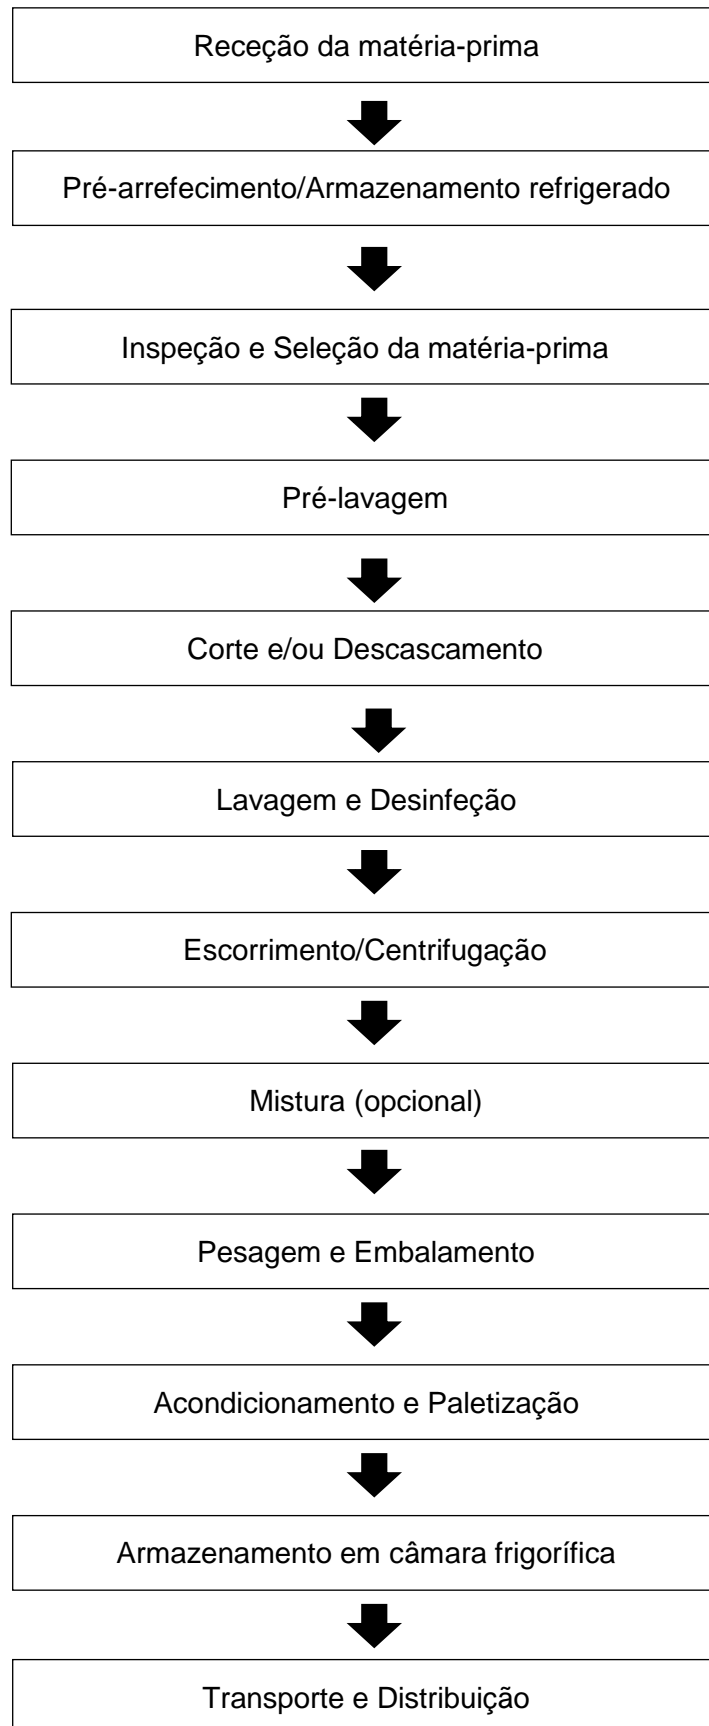 Receção da matéria-prima
Pré-arrefecimento/Armazenamento refrigerado
Inspeção e Seleção da matéria-prima
Pré-lavagem
Corte e/ou Descascamento
Lavagem e Desinfeção
Escorrimento/Centrifugação
Mistura (opcional)
Pesagem e Embalamento
Acondicionamento e Paletização
Armazenamento em câmara frigorífica
Transporte e Distribuição